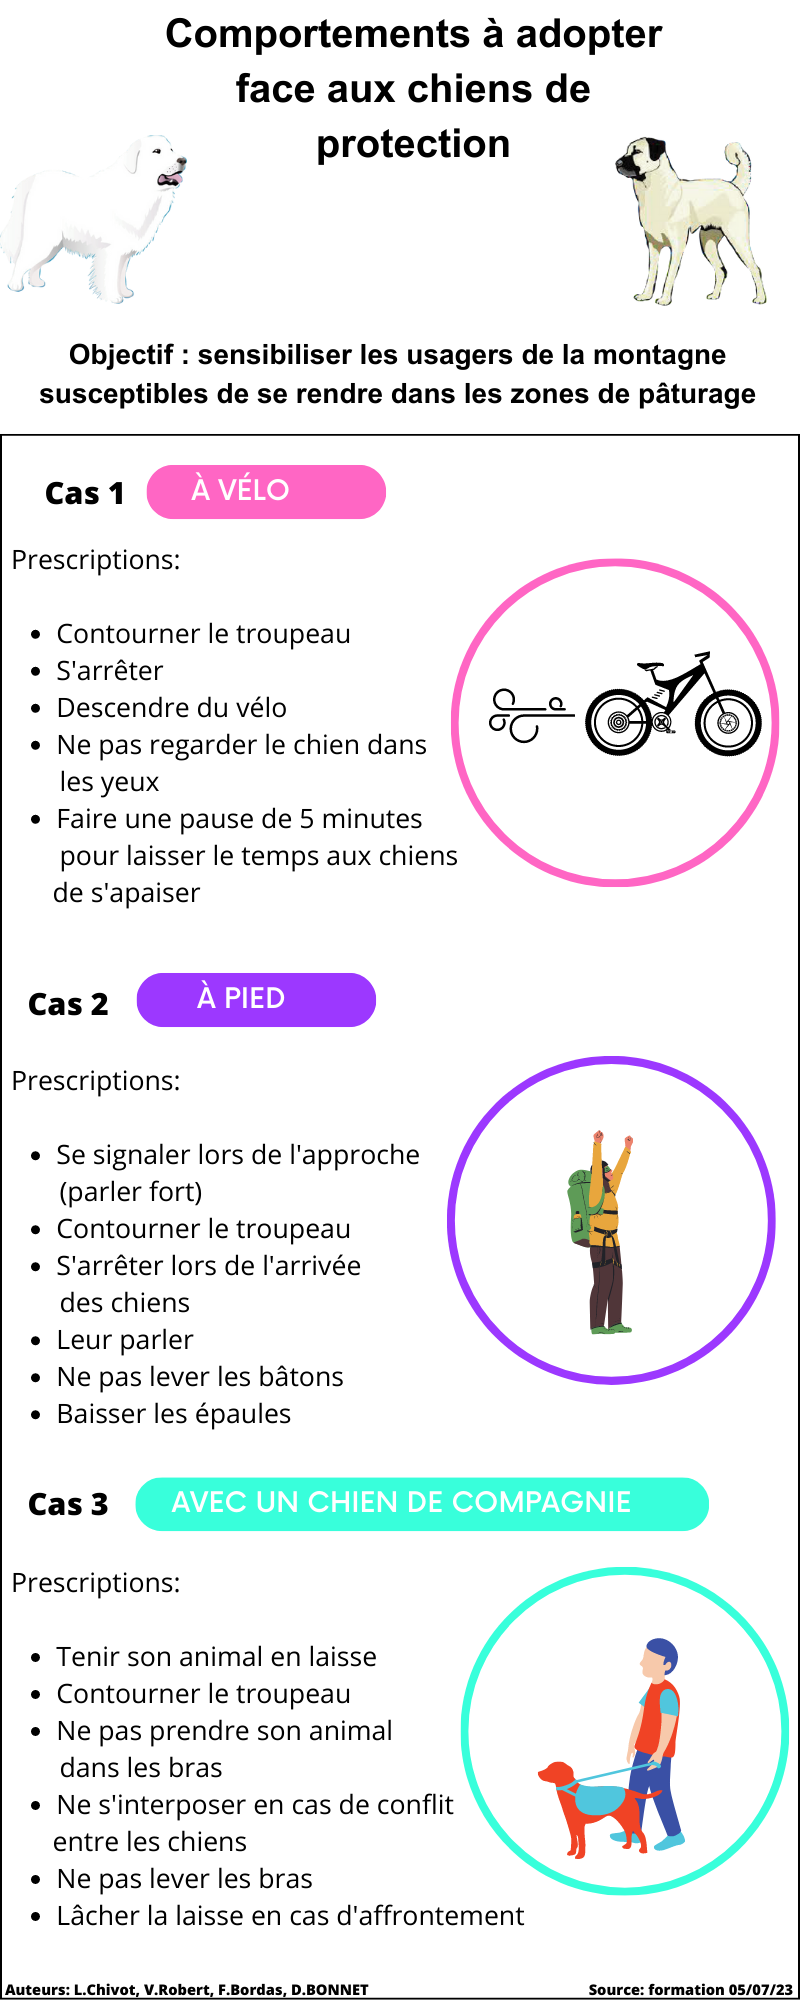 Comportements à adopter
face aux chiens de
protection
Objectif : sensibiliser les usagers de la montagne
susceptibles de se rendre dans les zones de pâturage
Cas 1 À VÉLO
Prescriptions:
• Contourner le troupeau
• S'arrêter
• Descendre du vélo
• Ne pas regarder le chien dans
les yeux
• Faire une pause de 5 minutes
pour laisser le temps aux chiens
de s'apaiser
Cas 2 À PIED
Prescriptions:
• Se signaler lors de l'approche
(parler fort)
• Contourner le troupeau
• S'arrêter lors de l'arrivée
des chiens
• Leur parler
• Ne pas lever les bâtons
• Baisser les épaules
Cas 3 AVEC UN CHIEN DE COMPAGNIE
Prescriptions:
• Tenir son animal en laisse
• Contourner le troupeau
• Ne pas prendre son animal
dans les bras
• Ne s'interposer en cas de conflit
entre les chiens
• Ne pas lever les bras
• Lâcher la laisse en cas d'affrontement
Auteurs: L.Chivot, V.Robert, F.Bordas, D.BONNET
Source: formation 05/07/23